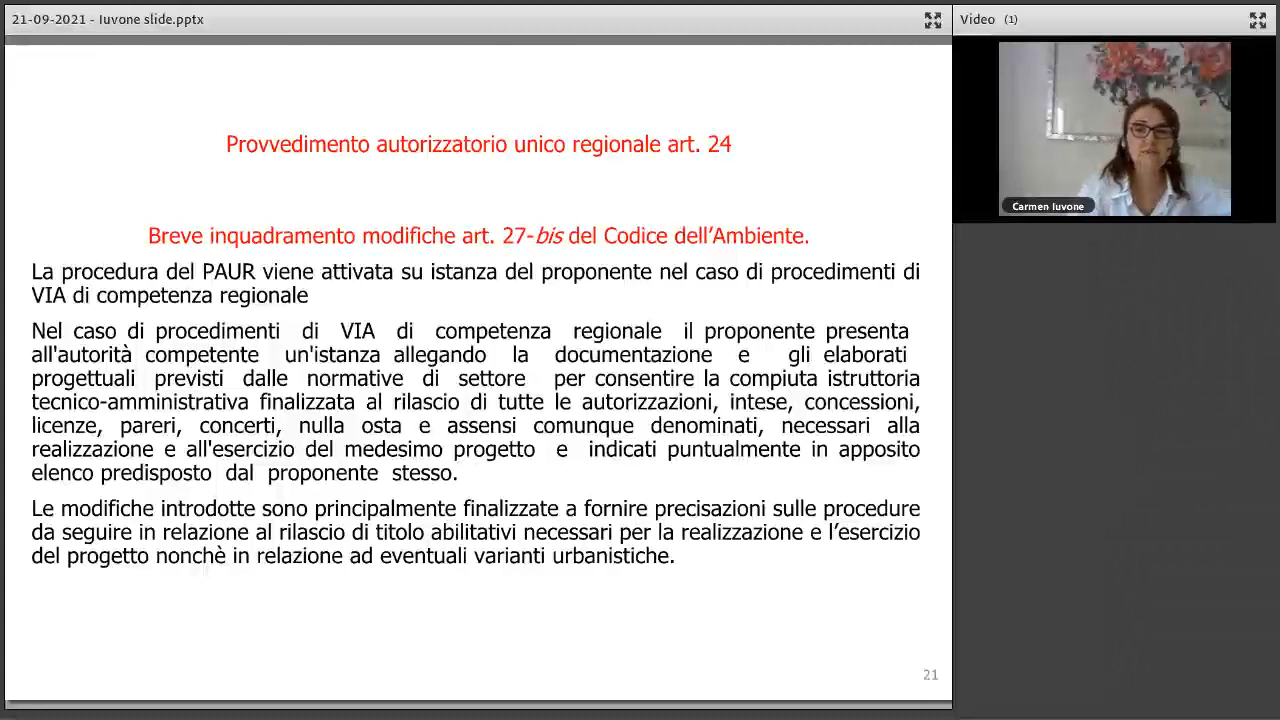 21-09-2021 - Iuvone slide.pptx
Video (1)
Carmen Iuvone
Provvedimento autorizzatorio unico regionale art. 24
Breve inquadramento modifiche art. 27-bis del Codice dell’Ambiente.
La procedura del PAUR viene attivata su istanza del proponente nel caso di procedimenti di
VIA di competenza regionale
Nel caso di procedimenti di VIA di competenza regionale il proponente presenta
all'autorità competente un'istanza allegando la documentazione e gli elaborati
progettuali previsti dalle normative di settore per consentire la compiuta istruttoria
tecnico-amministrativa finalizzata al rilascio di tutte le autorizzazioni, intese, concessioni,
licenze, pareri, concerti, nulla osta e assensi comunque denominati, necessari alla
realizzazione e all'esercizio del medesimo progetto e indicati puntualmente in apposito
elenco predisposto dal proponente stesso.
Le modifiche introdotte sono principalmente finalizzate a fornire precisazioni sulle procedure
da seguire in relazione al rilascio di titolo abilitativi necessari per la realizzazione e l’esercizio
del progetto nonchè in relazione ad eventuali varianti urbanistiche.
21